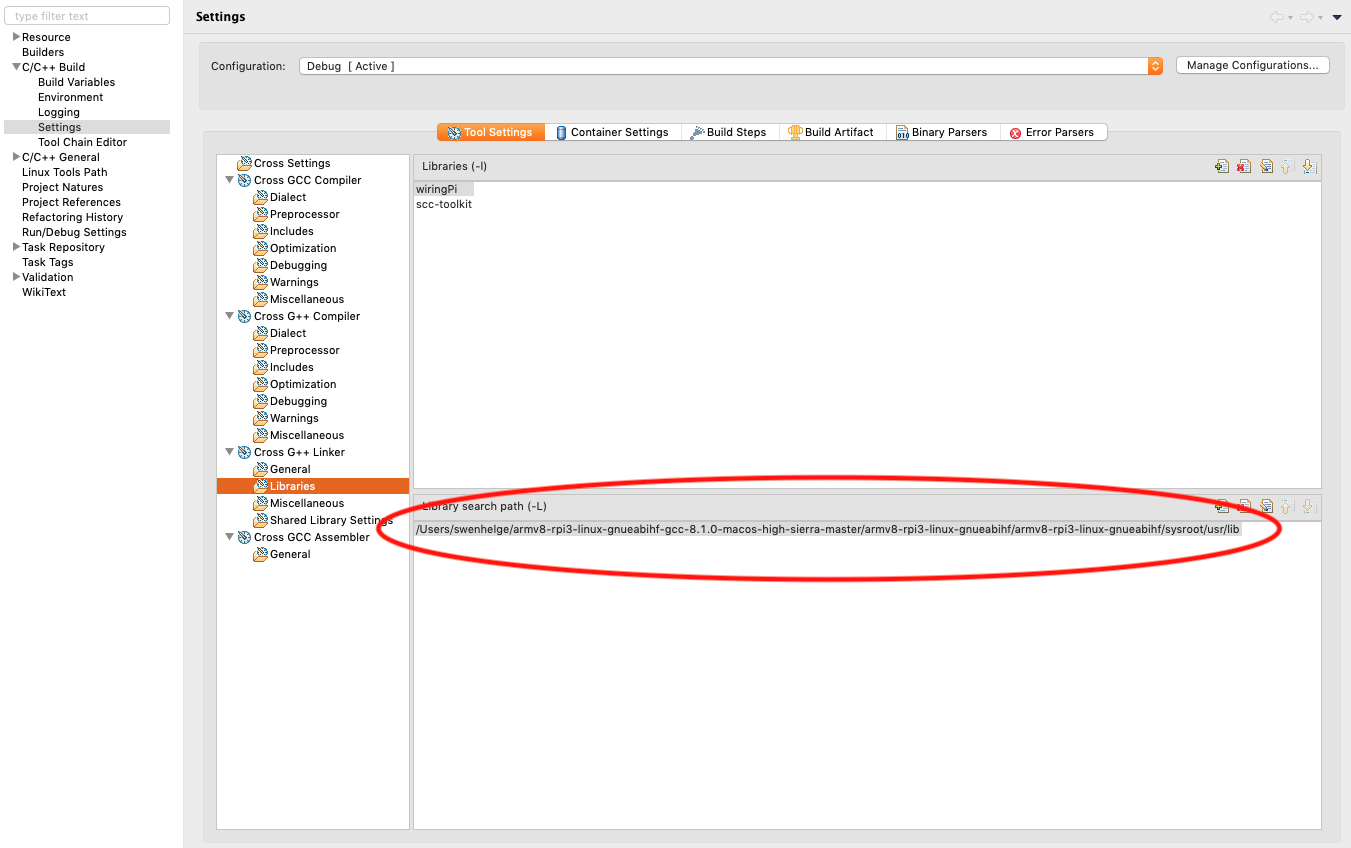 type filter text
Resource
Builders
C/C++ Build
Build Variables
Environment
Logging
Settings
Tool Chain Editor
C/C++ General
Linux Tools Path
Project Natures
Project References
Refactoring History
Run/Debug Settings
Task Repository
Task Tags
Validation
WikiText
Settings
Configuration: Debug [ Active ] Manage Configurations...
Tool Settings Container Settings Build Steps Build Artifact Binary Parsers Error Parsers
Cross Settings
Cross GCC Compiler
Dialect
Preprocessor
Includes
Optimization
Debugging
Warnings
Miscellaneous
Cross G++ Compiler
Dialect
Preprocessor
Includes
Optimization
Debugging
Warnings
Miscellaneous
Cross G++ Linker
General
Libraries
Miscellaneous
Shared Library Settings
Cross GCC Assembler
General
Libraries (-l)
wiringPi
scc-toolkit
Library search path (-L)
/Users/swenhelge/armv8-rpi3-linux-gnueabihf-gcc-8.1.0-macos-high-sierra-master/armv8-rpi3-linux-gnueabihf/armv8-rpi3-linux-gnueabihf/sysroot/usr/lib